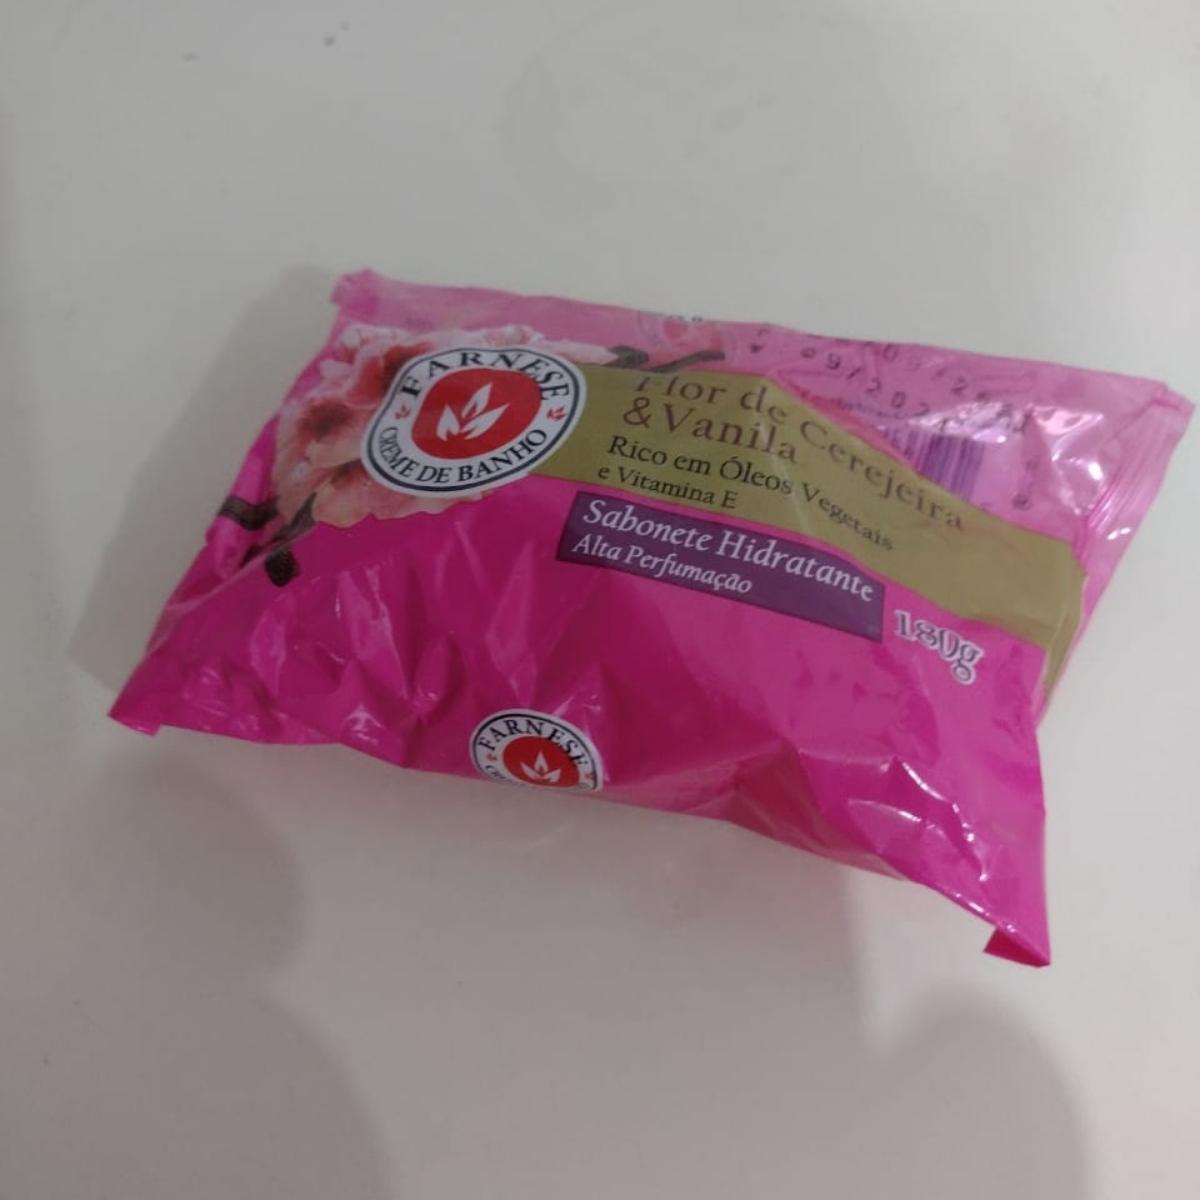 FARNESE
CREME DE BANHO
Flor de Cerejeira
& Vanila
Rico em Óleos Vegetais
e Vitamina E
Sabonete Hidratante
Alta Perfumação
180g
FARNESE